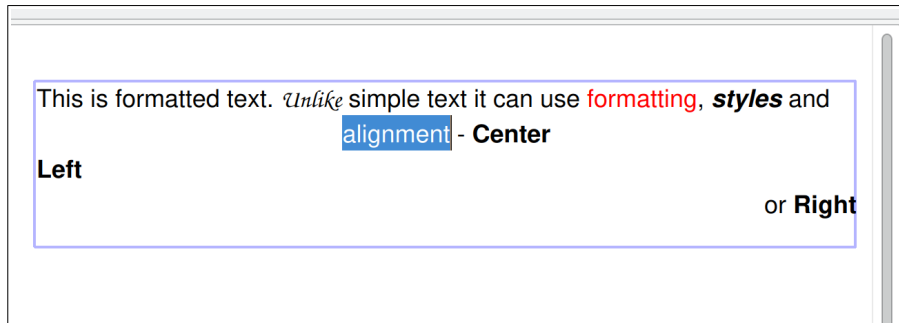 This is formatted text. Unlike simple text it can use formatting, styles and
alignment - Center
Left
or Right